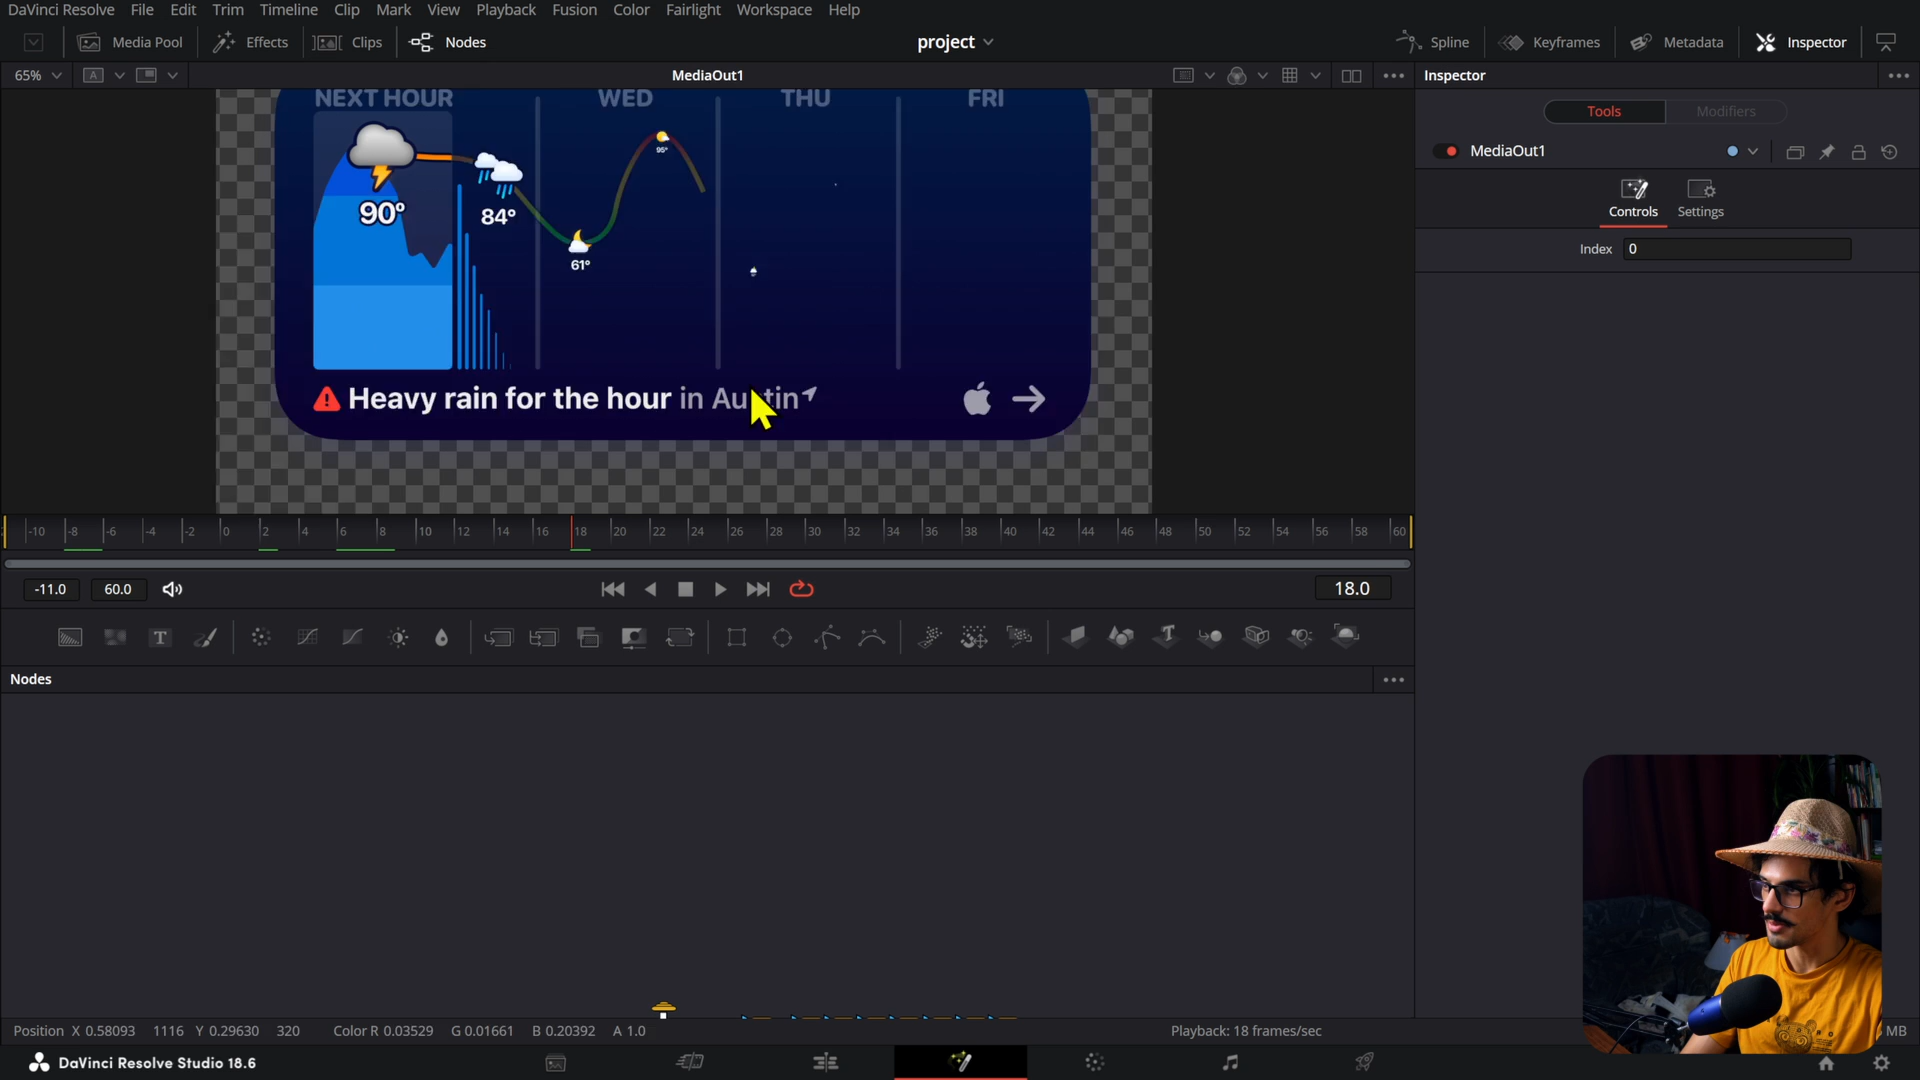 DaVinci Resolve File Edit Trim Timeline Clip Mark View Playback Fusion Color Fairlight Workspace Help
Media Pool Effects Clips Nodes project Spline Keyframes Metadata Inspector
65% A MediaOut1 Inspector
NEXT HOUR WED THU FRI
Tools Modifiers
MediaOut1
Controls Settings
Index 0
95°
90° 84°
61°
Heavy rain for the hour in Austin
-10 -8 -6 -4 -2 0 2 4 6 8 10 12 14 16 18 20 22 24 26 28 30 32 34 36 38 40 42 44 46 48 50 52 54 56 58 60
-11.0 60.0 18.0
T T
Nodes
Position X 0.58093 1116 Y 0.29630 320 Color R 0.03529 G 0.01661 B 0.20392 A 1.0 Playback: 18 frames/sec MB
DaVinci Resolve Studio 18.6